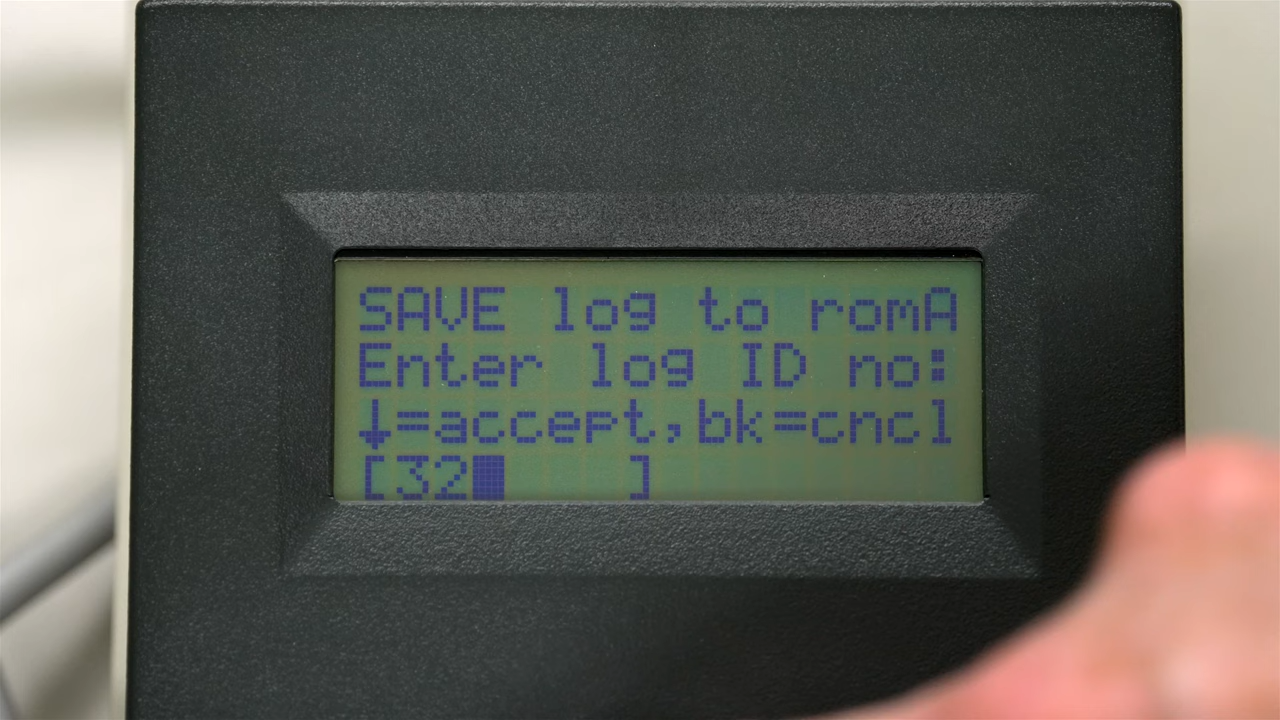 SAVE log to romA
Enter log ID no:
↓=accept,bk=cncl
[32█   ]